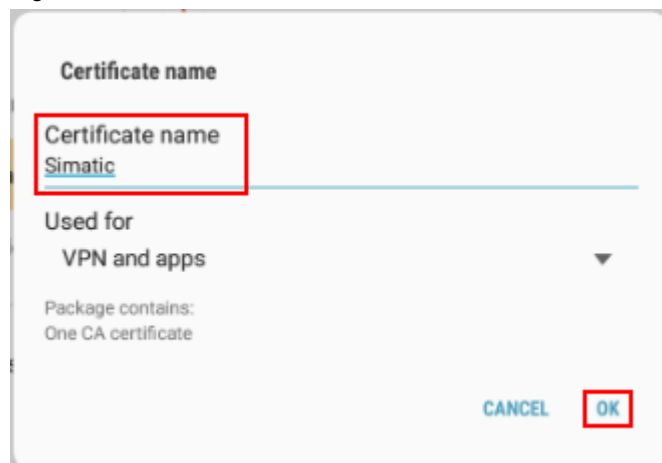 Certificate name
Certificate name
Simatic
Used for
VPN and apps
Package contains:
One CA certificate
CANCEL OK